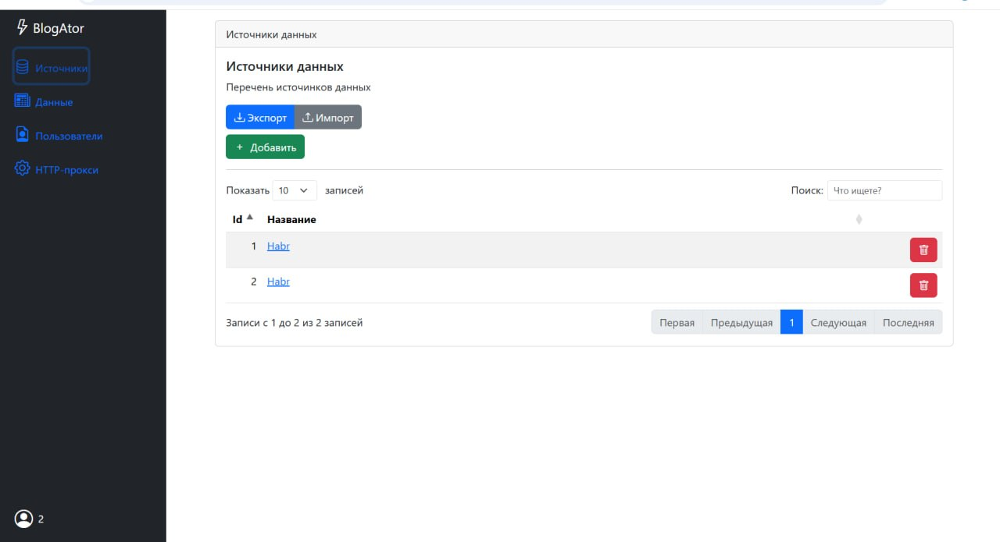 BlogAtor
Источники
Данные
Пользователи
HTTP-прокси
2
Источники данных
Источники данных
Перечень источинков данных
Экспорт Импорт
+ Добавить
Показать 10 записей Поиск: Что ищете?
Id Название
1 Habr
2 Habr
Записи с 1 до 2 из 2 записей Первая Предыдущая 1 Следующая Последняя